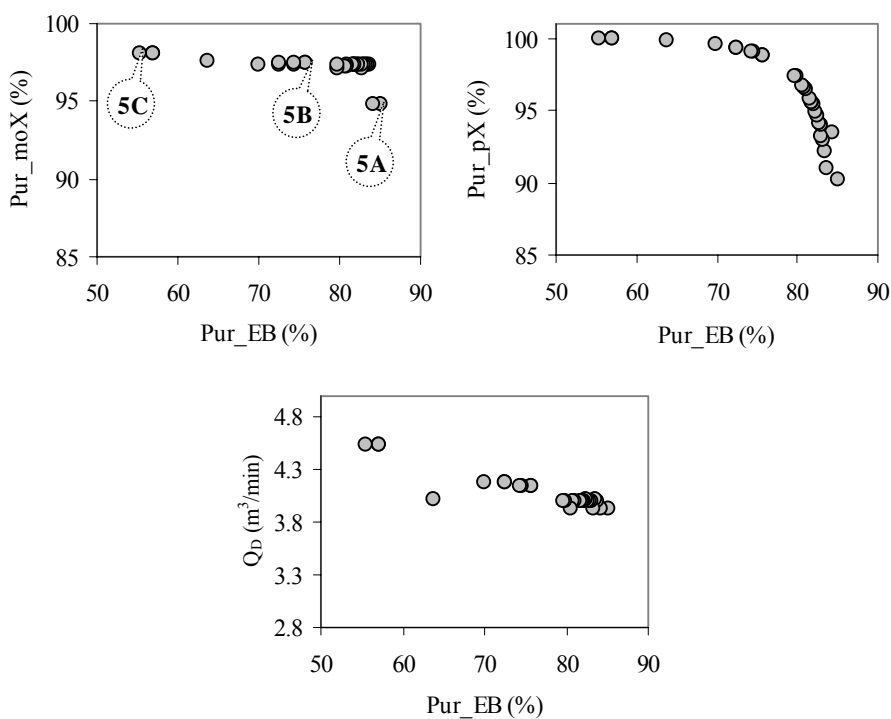 100
95
90
85
Pur_moX (%)
5C
5B
5A
50 60 70 80 90
Pur_EB (%)
100
95
90
85
Pur_pX (%)
50 60 70 80 90
Pur_EB (%)
4.8
4.3
3.8
3.3
2.8
Q_D (m³/min)
50 60 70 80 90
Pur_EB (%)